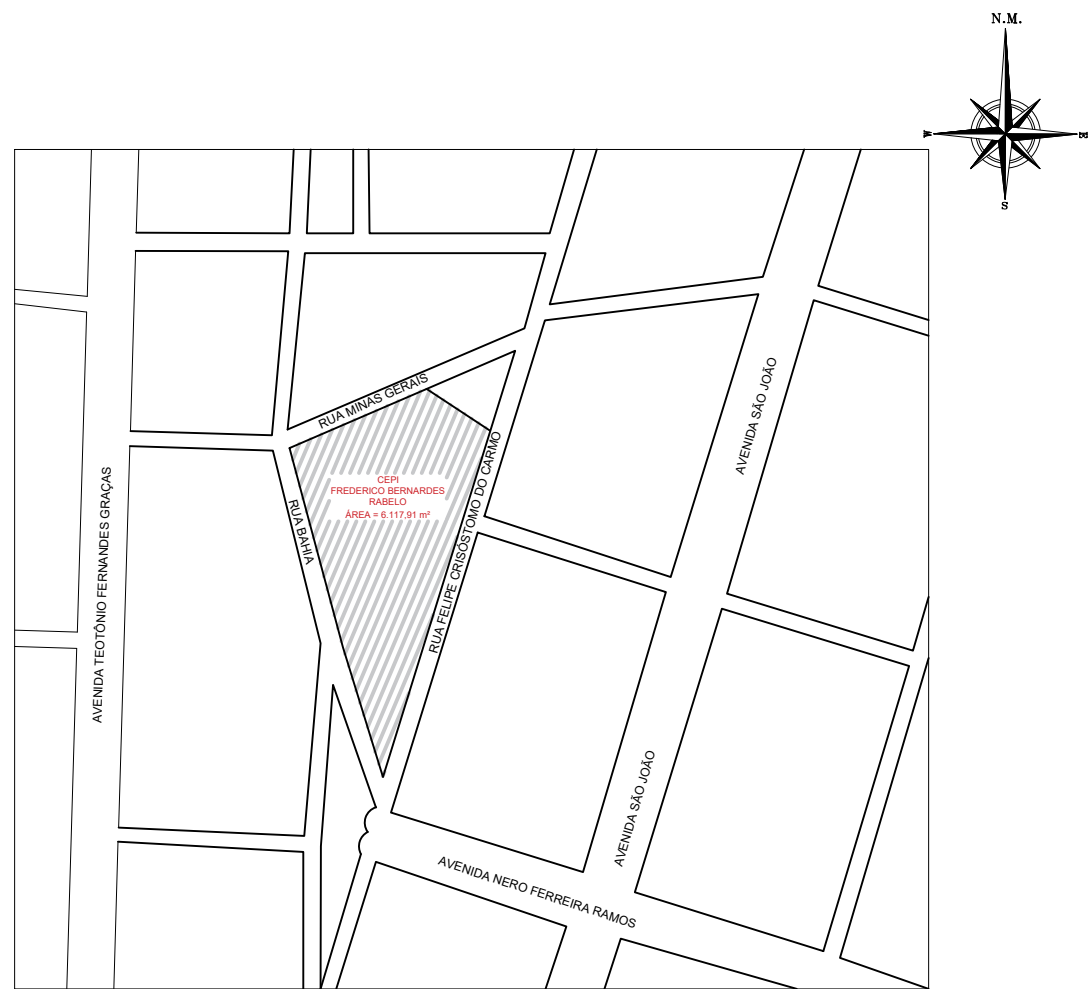 N.M.
W
E
S
RUA MINAS GERAIS
AVENIDA SÃO JOÃO
CEPI
FREDERICO BERNARDES
RABELO
ÁREA = 6.117,91 m²
RUA BAHIA
RUA FELIPE CRISÓSTOMO DO CARMO
AVENIDA TEOTÔNIO FERNANDES GRAÇAS
AVENIDA SÃO JOÃO
AVENIDA NERO FERREIRA RAMOS